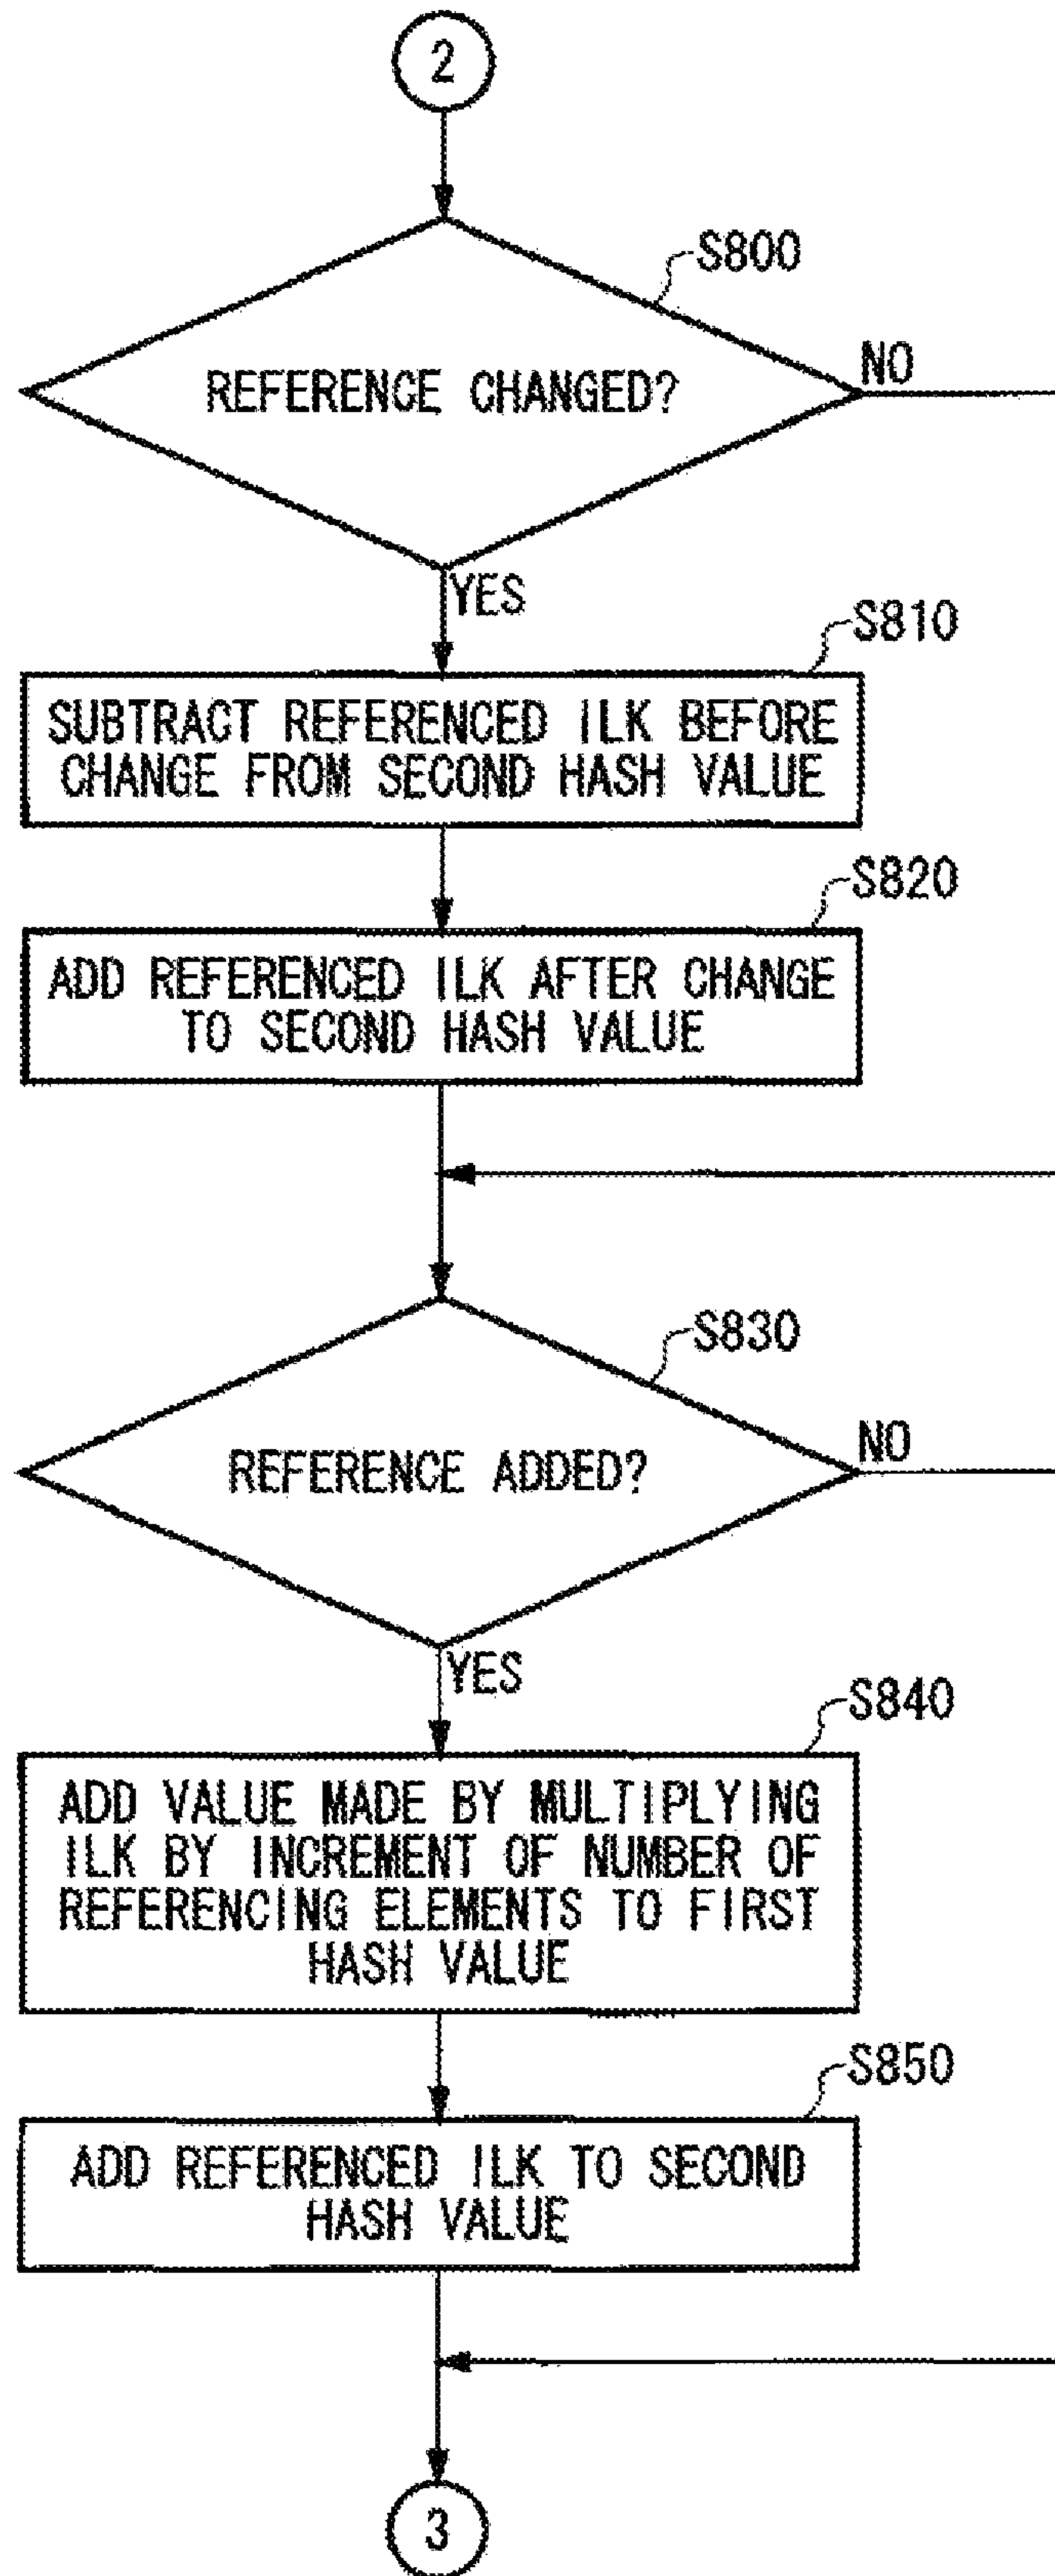 2
S800
REFERENCE CHANGED?
NO
YES
S810
SUBTRACT REFERENCED ILK BEFORE
CHANGE FROM SECOND HASH VALUE
S820
ADD REFERENCED ILK AFTER CHANGE
TO SECOND HASH VALUE
S830
REFERENCE ADDED?
NO
YES
S840
ADD VALUE MADE BY MULTIPLYING
ILK BY INCREMENT OF NUMBER OF
REFERENCING ELEMENTS TO FIRST
HASH VALUE
S850
ADD REFERENCED ILK TO SECOND
HASH VALUE
3